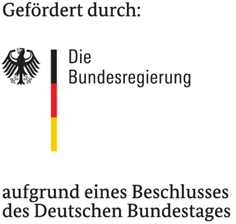 Gefördert durch:
Die
Bundesregierung
aufgrund eines Beschlusses
des Deutschen Bundestages